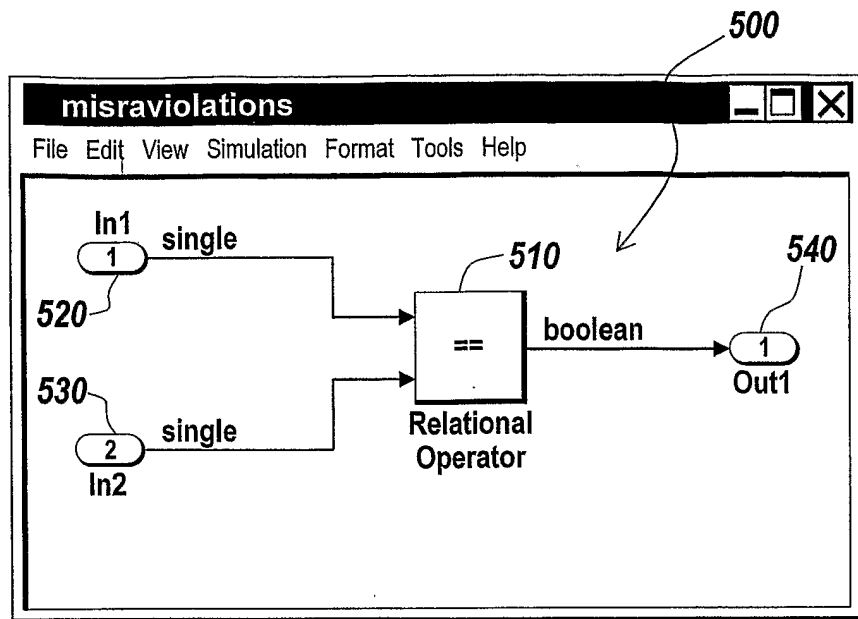 500
misraviolations
File Edit View Simulation Format Tools Help
In1
1
single
520
510
540
==
boolean
1
Out1
530
single
2
In2
Relational
Operator